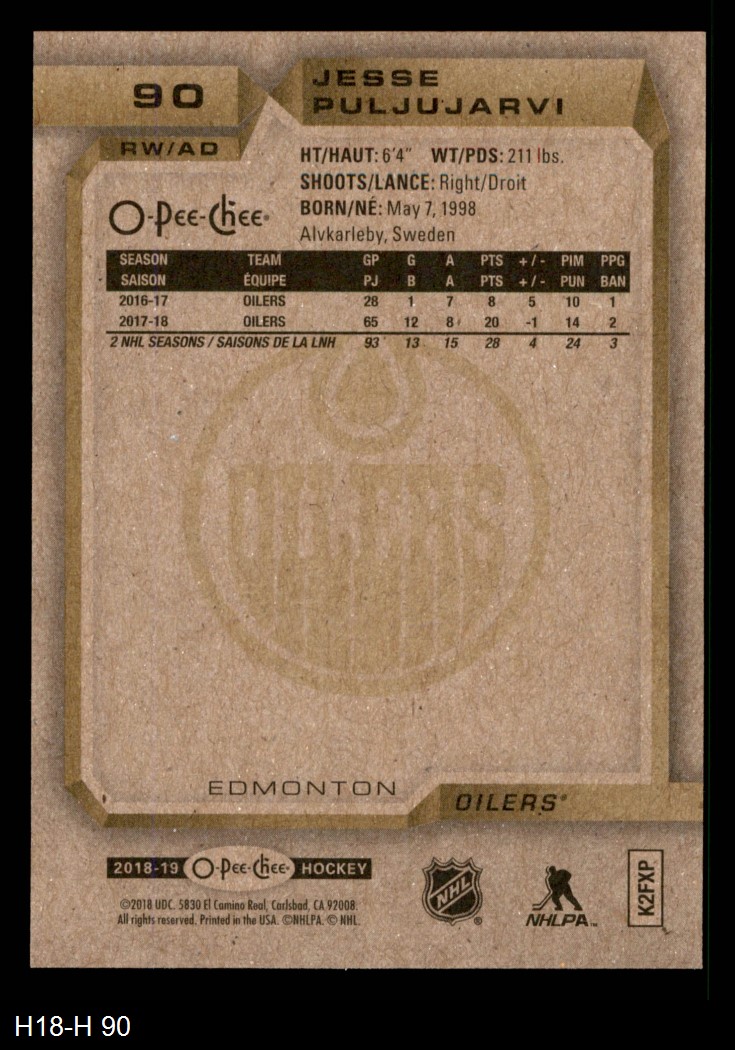 90
JESSE
PULJUJARVI
RW/AD
HT/HAUT: 6'4" WT/PDS: 211 lbs.
SHOOTS/LANCE: Right/Droit
BORN/NÉ: May 7, 1998
Alvkarleby, Sweden
O-Pee-Chee®
SEASON TEAM GP G A PTS +/- PIM PPG
SAISON ÉQUIPE PJ B A PTS +/- PUN BAN
2016-17 OILERS 28 1 7 8 5 10 1
2017-18 OILERS 65 12 8 20 -1 14 2
2 NHL SEASONS / SAISONS DE LA LNH 93 13 15 28 4 24 3
OILERS
EDMONTON
OILERS®
2018-19 O-Pee-Chee® HOCKEY
©2018 UDC. 5830 El Camino Real, Carlsbad, CA 92008.
All rights reserved. Printed in the USA. ©NHLPA. © NHL.
NHL®
NHLPA™
K2FXP
H18-H 90